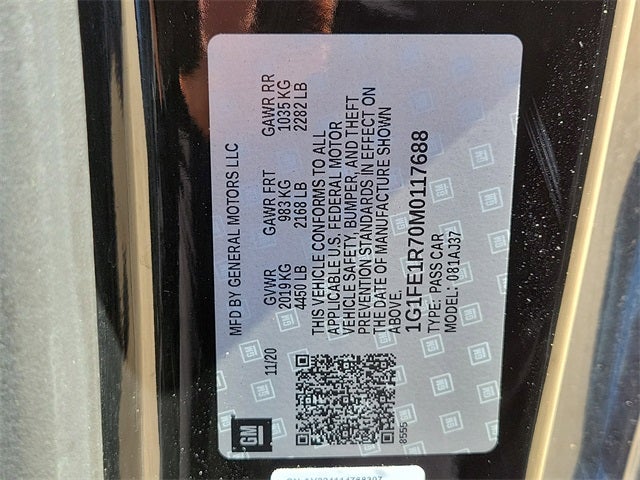 MFD BY GENERAL MOTORS LLC
11/20 GVWR GAWR FRT GAWR RR
2019 KG 983 KG 1035 KG
4450 LB 2168 LB 2282 LB
THIS VEHICLE CONFORMS TO ALL
APPLICABLE U.S. FEDERAL MOTOR
VEHICLE SAFETY, BUMPER, AND THEFT
PREVENTION STANDARDS IN EFFECT ON
THE DATE OF MANUFACTURE SHOWN
ABOVE.
1G1FE1R70M0117688
TYPE: PASS CAR
MODEL: 081AJ37
GM
8555